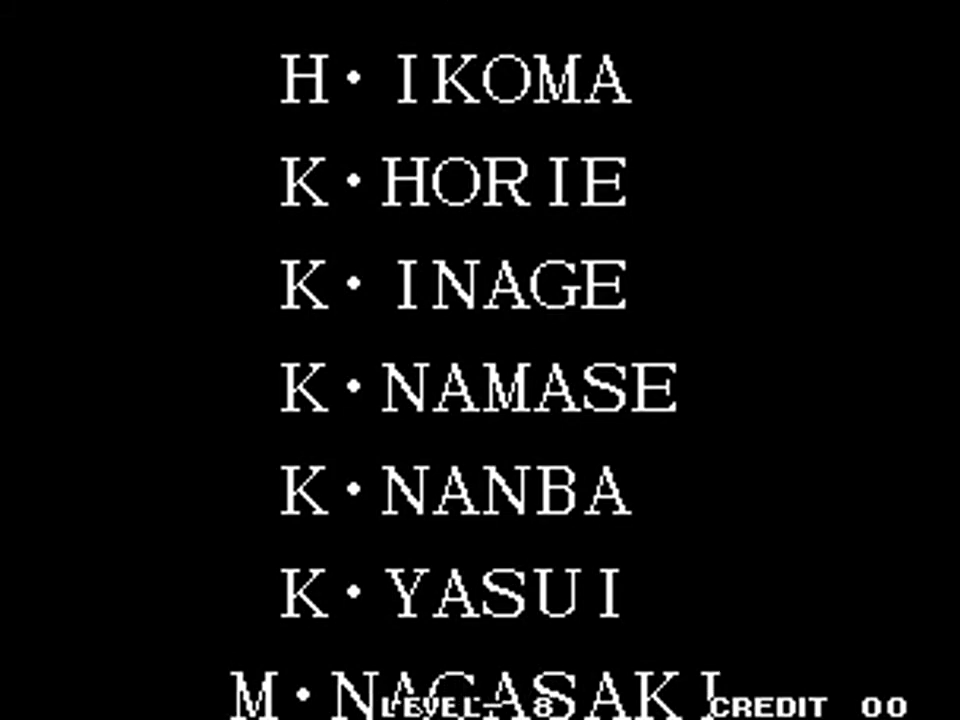 H・IKOMA
K・HORIE
K・INAGE
K・NAMASE
K・NANBA
K・YASUI
M・NAGASAKI
LEVEL-8 CREDIT 00